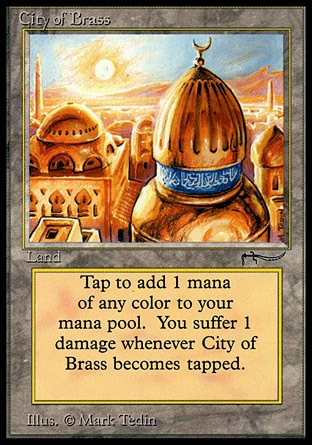 City of Brass
Land
Tap to add 1 mana
of any color to your
mana pool.  You suffer 1
damage whenever City of
Brass becomes tapped.
Illus. © Mark Tedin